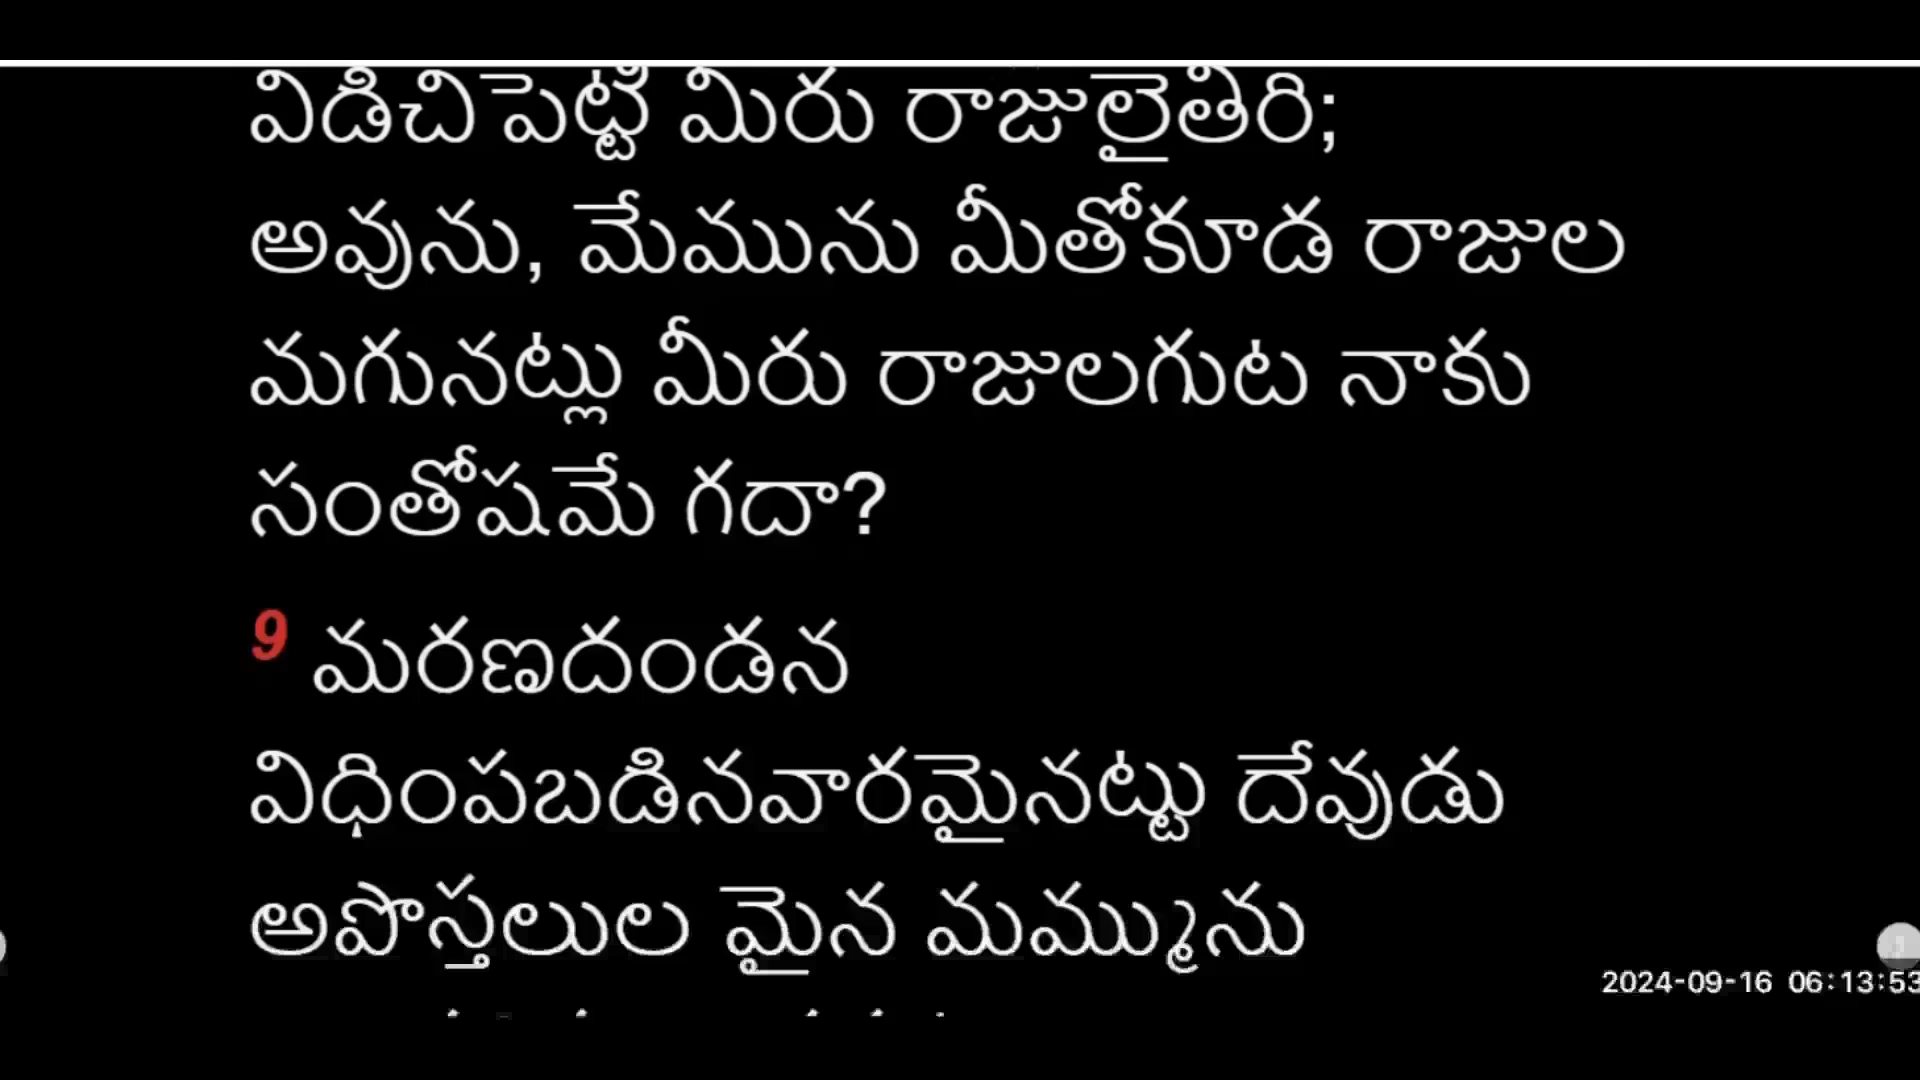 విడిచిపెట్టి మీరు రాజులైతిరి;
అవును, మేమును మీతోకూడ రాజుల
మగునట్లు మీరు రాజులగుట నాకు
సంతోషమే గదా?
9 మరణదండన
విధింపబడినవారమైనట్టు దేవుడు
అపొస్తలుల మైన మమ్మును
2024-09-16 06:13:53